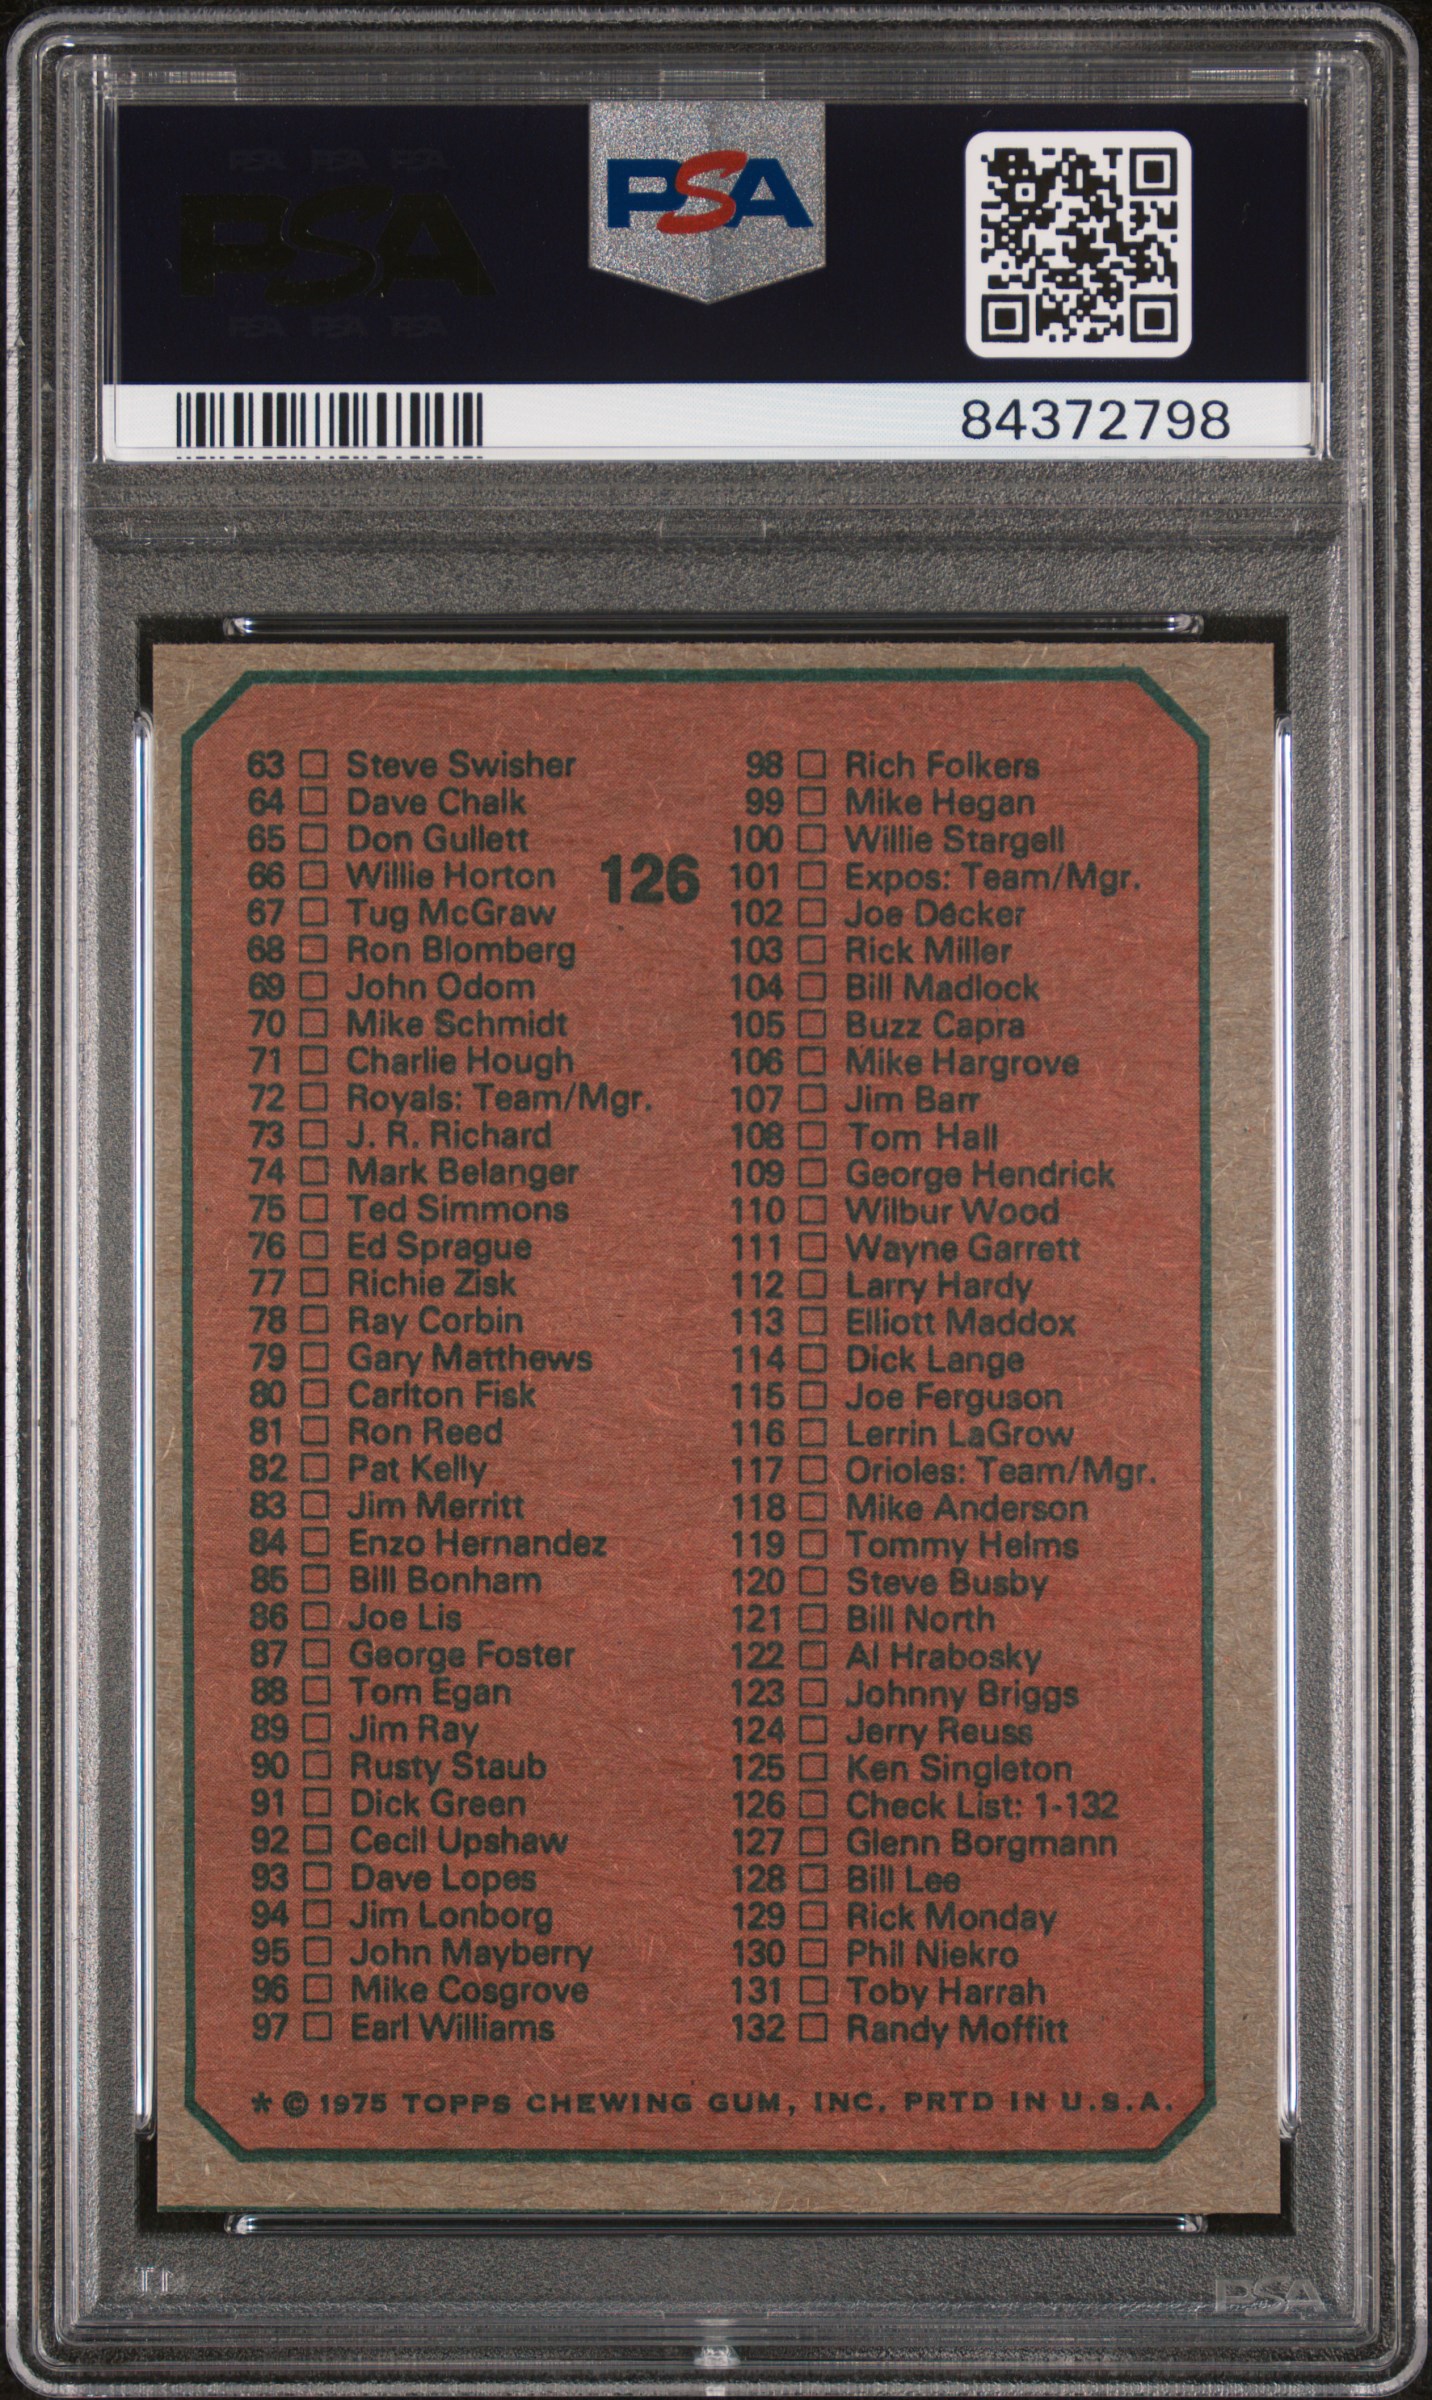 PSA PSA PSA
PSA
PSA PSA PSA
PSA
84372798
63 Steve Swisher
64 Dave Chalk
65 Don Gullett
66 Willie Horton
67 Tug McGraw
68 Ron Blomberg
69 John Odom
70 Mike Schmidt
71 Charlie Hough
72 Royals: Team/Mgr.
73 J. R. Richard
74 Mark Belanger
75 Ted Simmons
76 Ed Sprague
77 Richie Zisk
78 Ray Corbin
79 Gary Matthews
80 Carlton Fisk
81 Ron Reed
82 Pat Kelly
83 Jim Merritt
84 Enzo Hernandez
85 Bill Bonham
86 Joe Lis
87 George Foster
88 Tom Egan
89 Jim Ray
90 Rusty Staub
91 Dick Green
92 Cecil Upshaw
93 Dave Lopes
94 Jim Lonborg
95 John Mayberry
96 Mike Cosgrove
97 Earl Williams
126
98 Rich Folkers
99 Mike Hegan
100 Willie Stargell
101 Expos: Team/Mgr.
102 Joe Decker
103 Rick Miller
104 Bill Madlock
105 Buzz Capra
106 Mike Hargrove
107 Jim Barr
108 Tom Hall
109 George Hendrick
110 Wilbur Wood
111 Wayne Garrett
112 Larry Hardy
113 Elliott Maddox
114 Dick Lange
115 Joe Ferguson
116 Lerrin LaGrow
117 Orioles: Team/Mgr.
118 Mike Anderson
119 Tommy Helms
120 Steve Busby
121 Bill North
122 Al Hrabosky
123 Johnny Briggs
124 Jerry Reuss
125 Ken Singleton
126 Check List: 1-132
127 Glenn Borgmann
128 Bill Lee
129 Rick Monday
130 Phil Niekro
131 Toby Harrah
132 Randy Moffitt
* © 1975 TOPPS CHEWING GUM, INC. PRTD IN U.S.A.
PSA